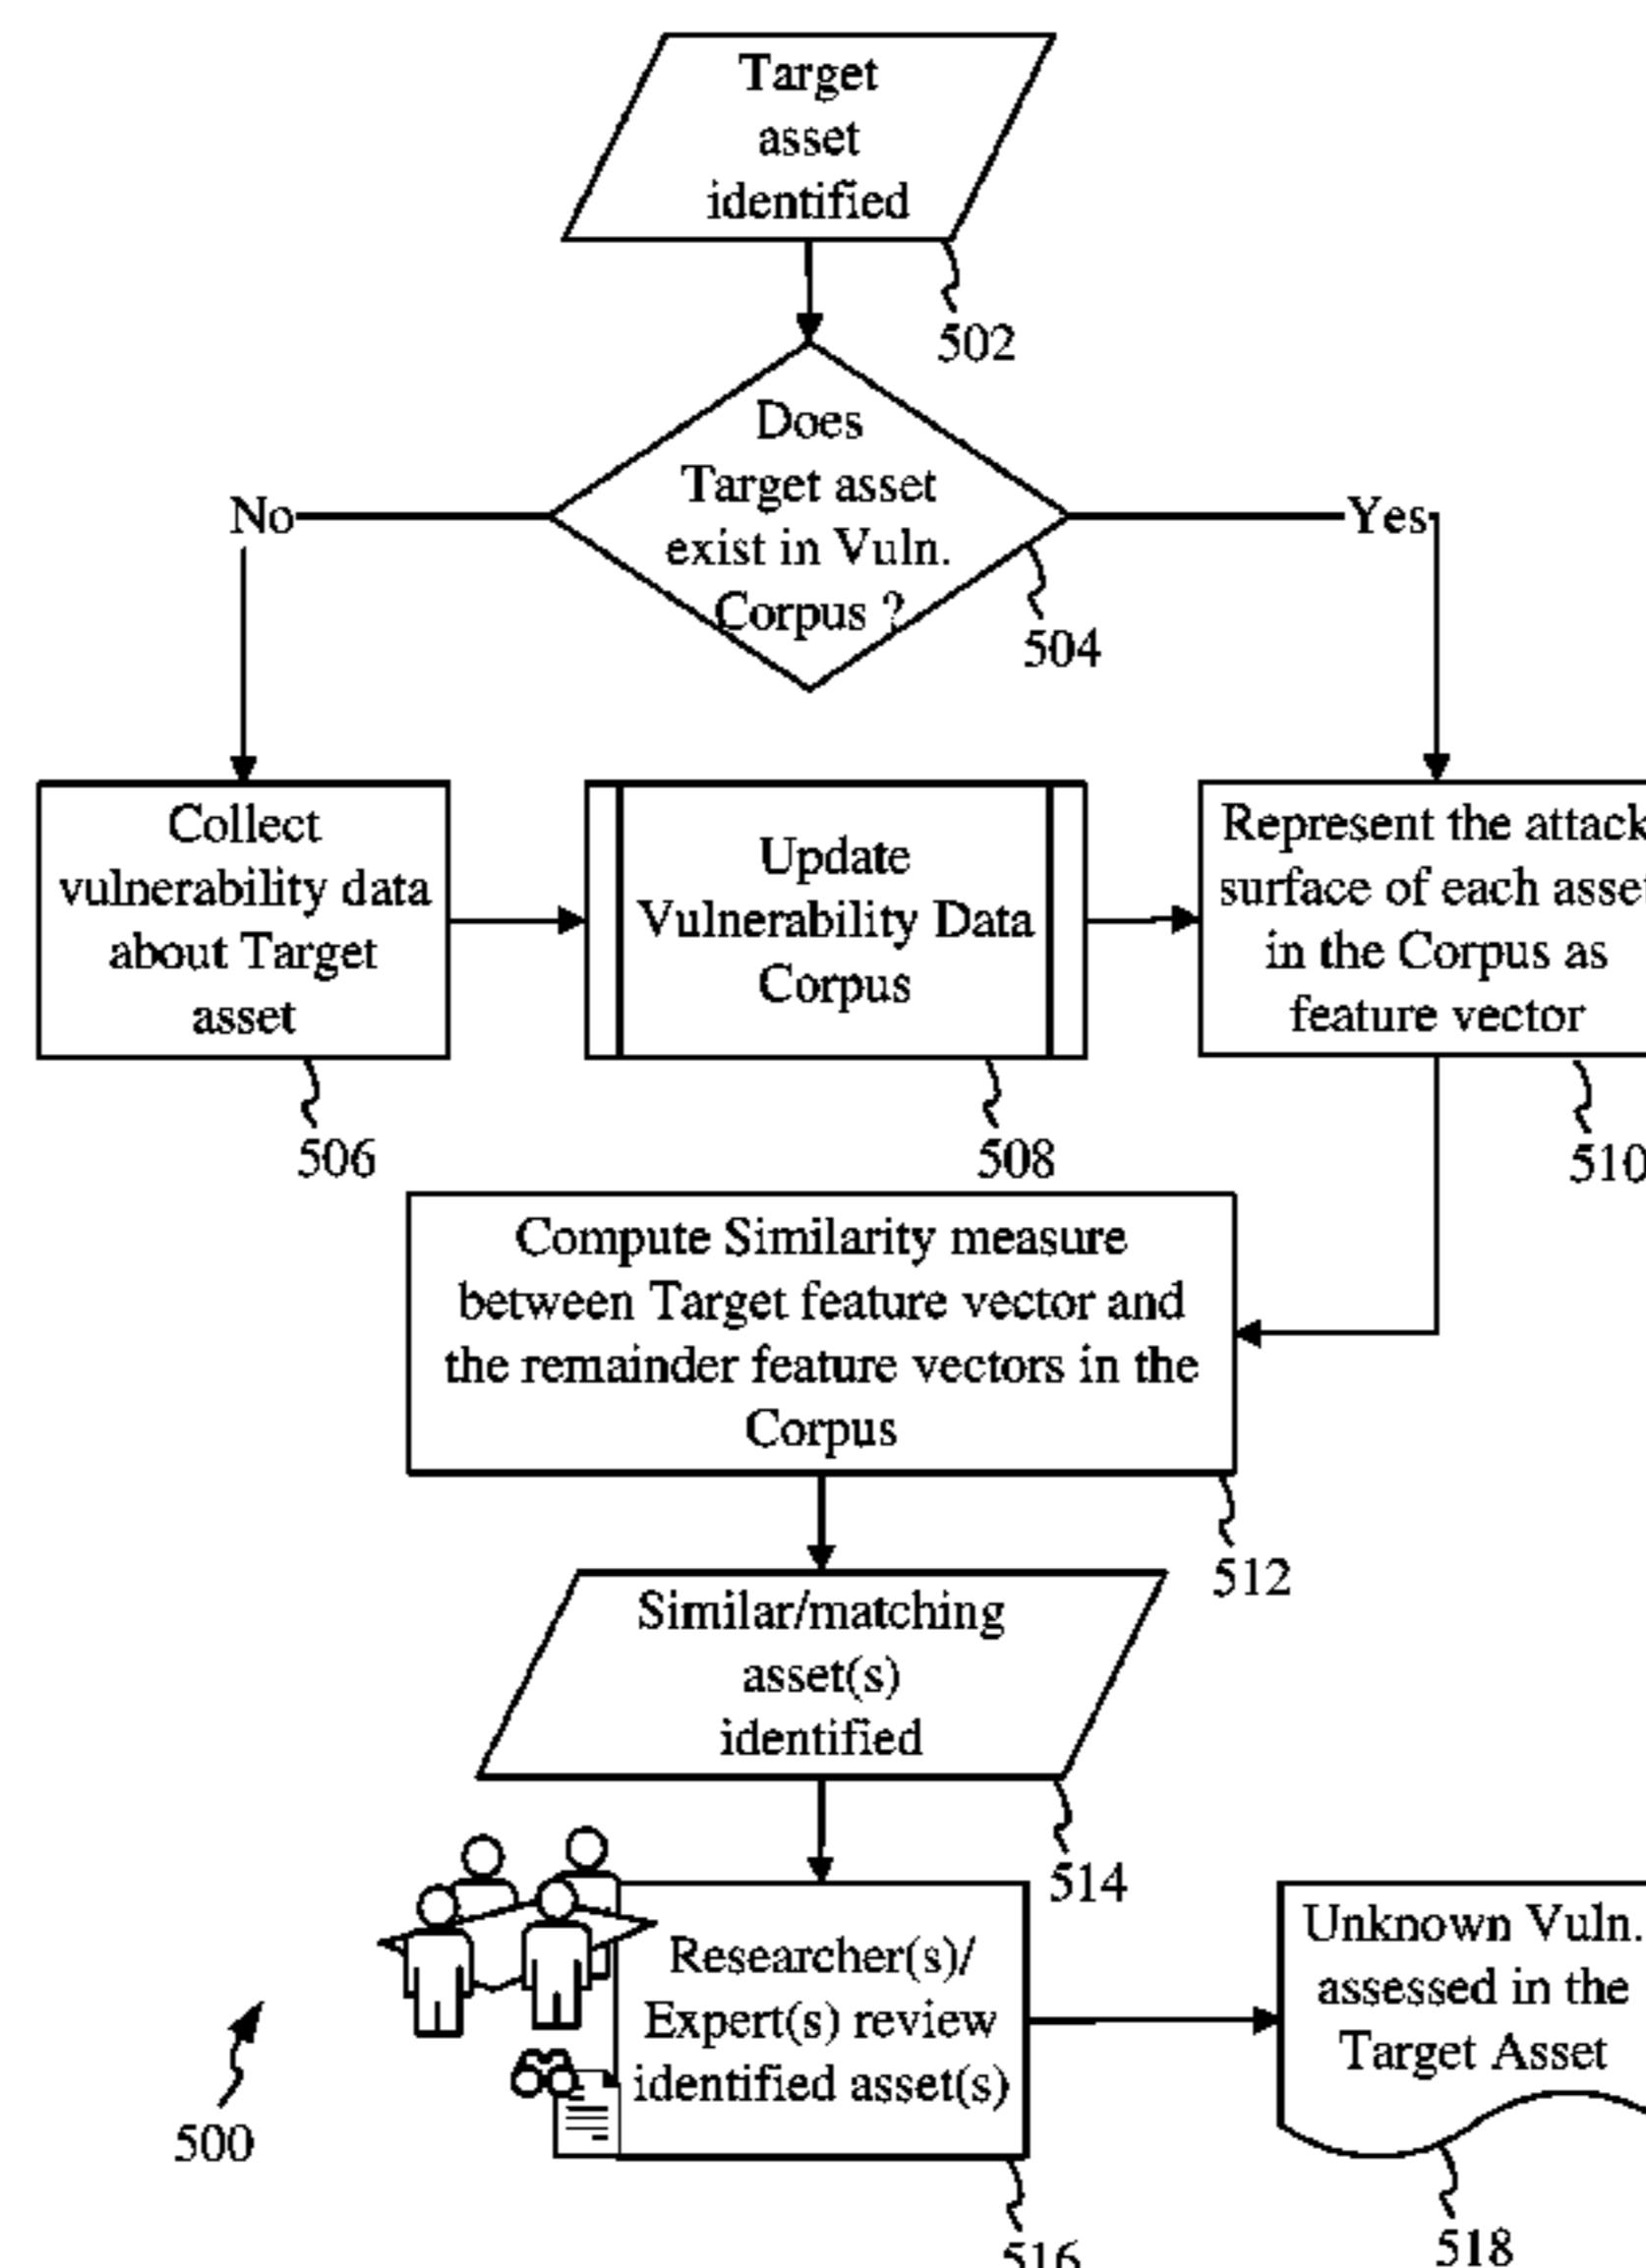 Target
asset
identified
502
Does
Target asset
exist in Vuln.
Corpus ?
504
No
Yes
Collect
vulnerability data
about Target
asset
506
Update
Vulnerability Data
Corpus
508
Represent the attack
surface of each asset
in the Corpus as
feature vector
510
Compute Similarity measure
between Target feature vector and
the remainder feature vectors in the
Corpus
512
Similar/matching
asset(s)
identified
514
Researcher(s)/
Expert(s) review
identified asset(s)
516
Unknown Vuln.
assessed in the
Target Asset
518
500